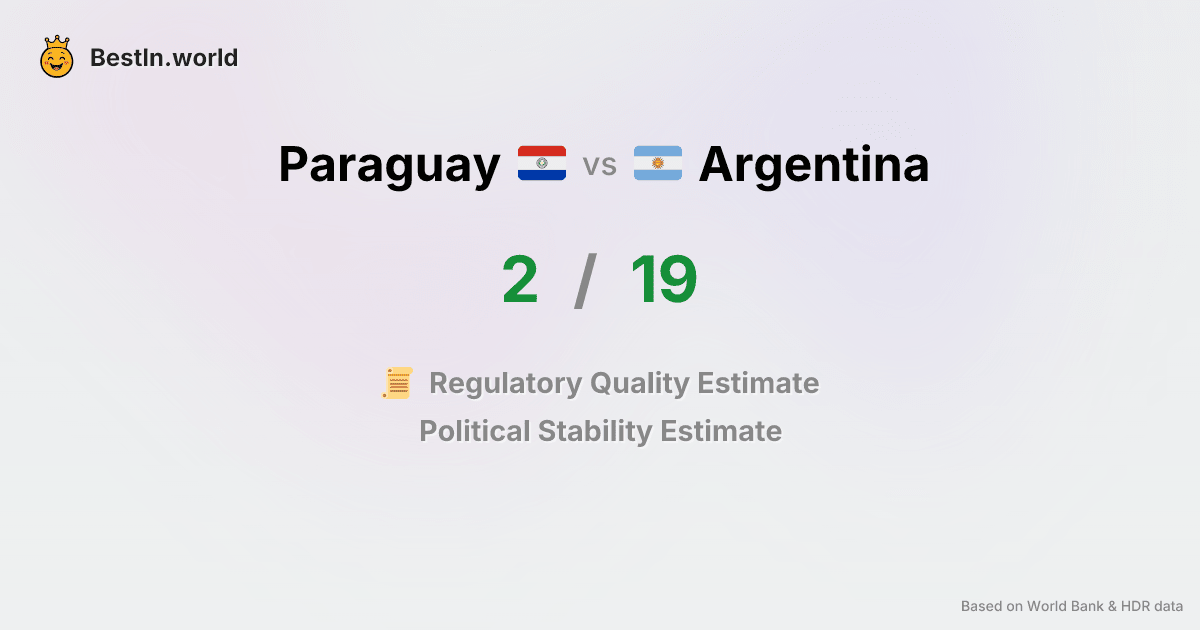 BestIn.world
Paraguay vs Argentina
2 / 19
Regulatory Quality Estimate
Political Stability Estimate
Based on World Bank & HDR data